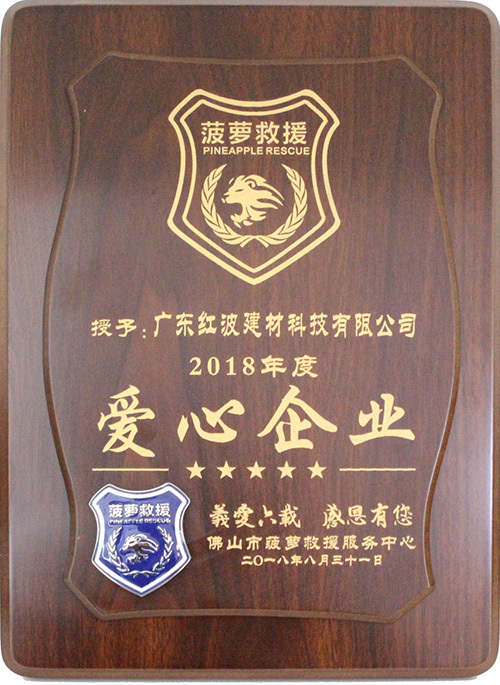 菠萝救援
PINEAPPLE RESCUE
授予：广东红波建材科技有限公司
2018年度
爱心企业
菠萝救援
PINEAPPLE RESCUE
義愛六载 感恩有您
佛山市菠萝救援服务中心
二〇一八年八月三十一日